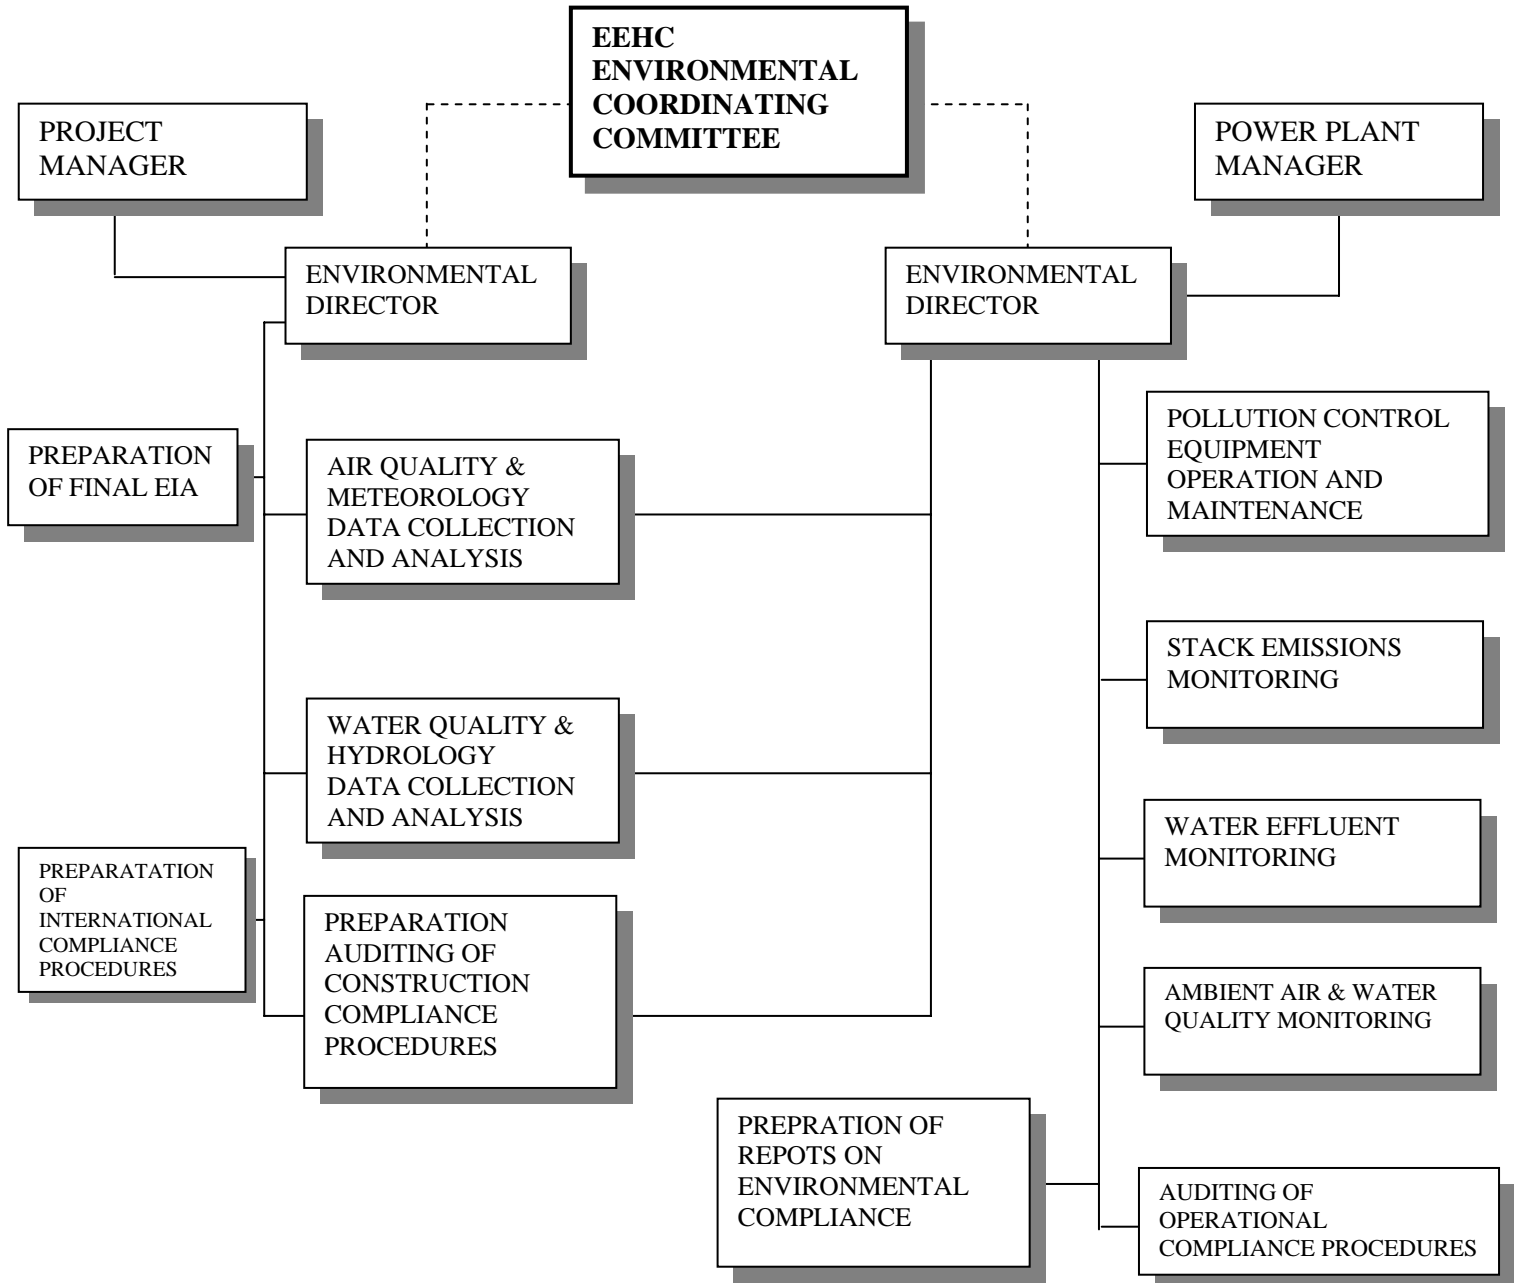 EEHC
ENVIRONMENTAL
COORDINATING
COMMITTEE
PROJECT
MANAGER
POWER PLANT
MANAGER
ENVIRONMENTAL
DIRECTOR
ENVIRONMENTAL
DIRECTOR
PREPARATION
OF FINAL EIA
AIR QUALITY &
METEOROLOGY
DATA COLLECTION
AND ANALYSIS
POLLUTION CONTROL
EQUIPMENT
OPERATION AND
MAINTENANCE
STACK EMISSIONS
MONITORING
WATER QUALITY &
HYDROLOGY
DATA COLLECTION
AND ANALYSIS
WATER EFFLUENT
MONITORING
PREPARATATION
OF
INTERNATIONAL
COMPLIANCE
PROCEDURES
PREPARATION
AUDITING OF
CONSTRUCTION
COMPLIANCE
PROCEDURES
AMBIENT AIR & WATER
QUALITY MONITORING
PREPRATION OF
REPOTS ON
ENVIRONMENTAL
COMPLIANCE
AUDITING OF
OPERATIONAL
COMPLIANCE PROCEDURES